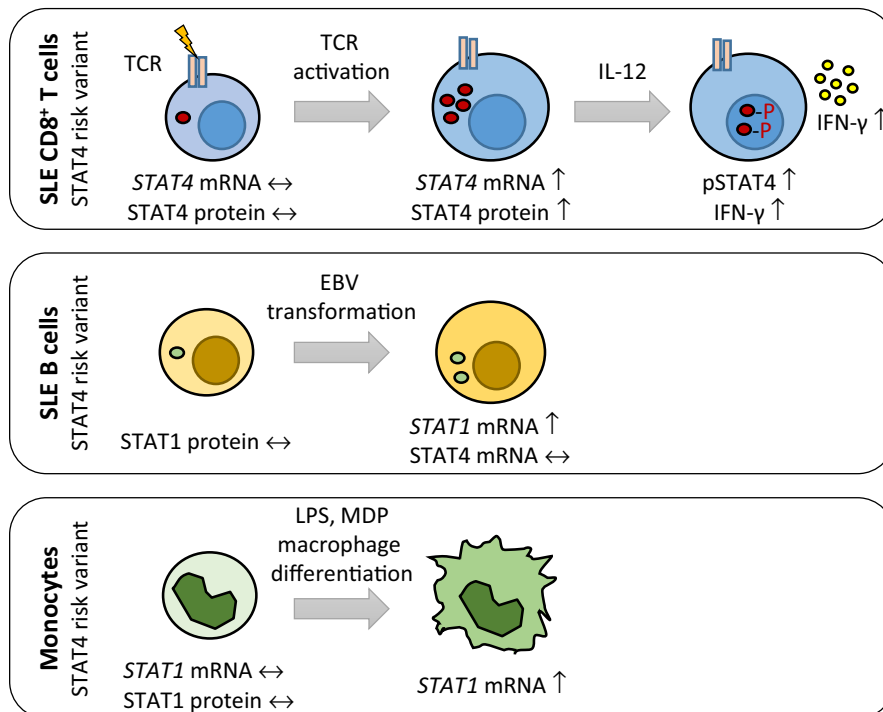 SLE CD8⁺ T cells
STAT4 risk variant
TCR
TCR
activation
IL-12
-P
-P
IFN-γ ↑
STAT4 mRNA ↔
STAT4 protein ↔
STAT4 mRNA ↑
STAT4 protein ↑
pSTAT4 ↑
IFN-γ ↑
SLE B cells
STAT4 risk variant
EBV
transformation
STAT1 protein ↔
STAT1 mRNA ↑
STAT4 mRNA ↔
Monocytes
STAT4 risk variant
LPS, MDP
macrophage
differentiation
STAT1 mRNA ↔
STAT1 protein ↔
STAT1 mRNA ↑